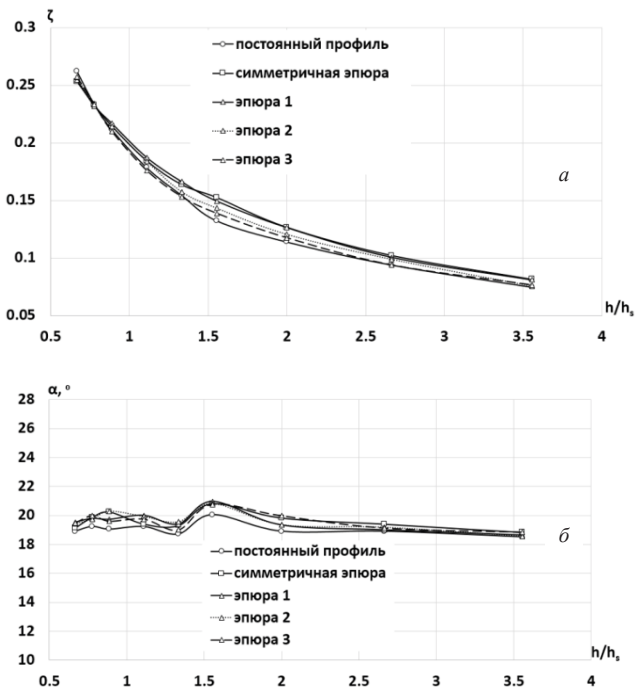 ζ
0.3
постоянный профиль
симметричная эпюра
эпюра 1
эпюра 2
эпюра 3
0.25
0.2
0.15
0.1
0.05
а
h/hs
0.5 1 1.5 2 2.5 3 3.5 4
α, °
28
26
24
22
20
18
16
14
12
10
б
постоянный профиль
симметричная эпюра
эпюра 1
эпюра 2
эпюра 3
h/hs
0.5 1 1.5 2 2.5 3 3.5 4